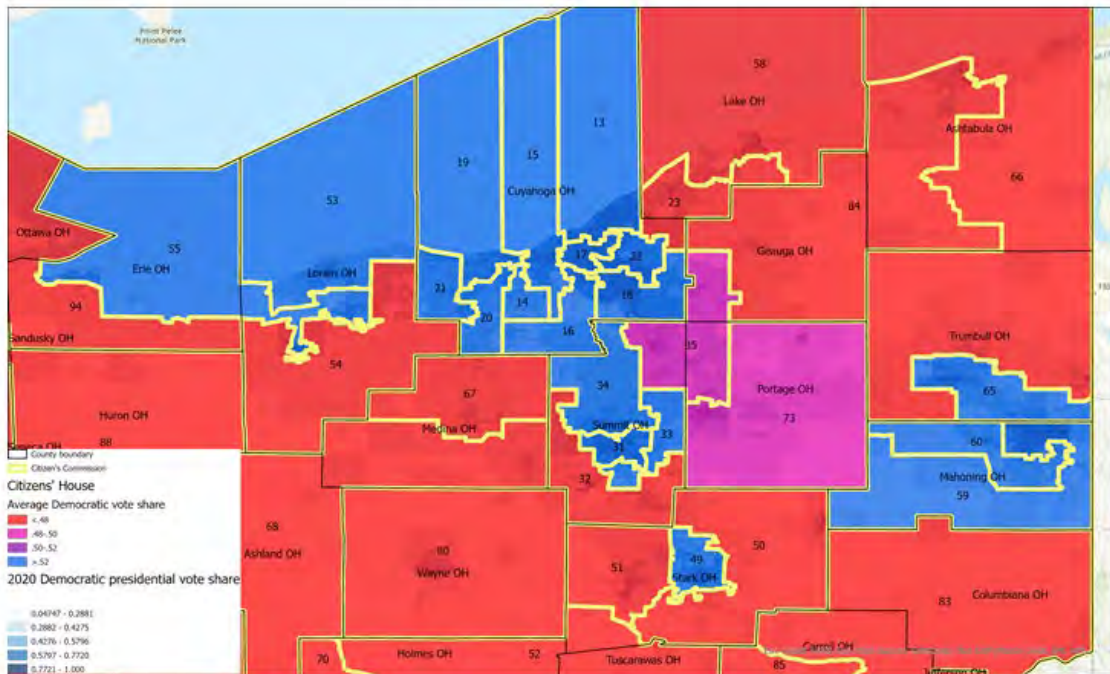 Point Pelee
National Park
58
Lake OH
13
Ashtabula OH
15
19
66
Cuyahoga OH
53
23
84
Ottawa OH
55
17
22
Geauga OH
Erie OH
Lorain OH
21
18
94
14
20
16
Sandusky OH
35
Trumbull OH
54
34
Portage OH
65
67
73
Huron OH
Medina OH
Summit OH
33
Seneca OH
88
31
60
County boundary
Citizen's Commission
Mahoning OH
Citizens' House
32
59
Average Democratic vote share
<.48
.48-.50
68
50
.50-.52
Ashland OH
80
49
>.52
Wayne OH
51
Stark OH
2020 Democratic presidential vote share
83
Columbiana OH
0.04747 - 0.2881
0.2882 - 0.4275
0.4276 - 0.5796
Carroll OH
0.5797 - 0.7720
70
Holmes OH
52
Tuscarawas OH
85
0.7721 - 1.000
Jefferson OH